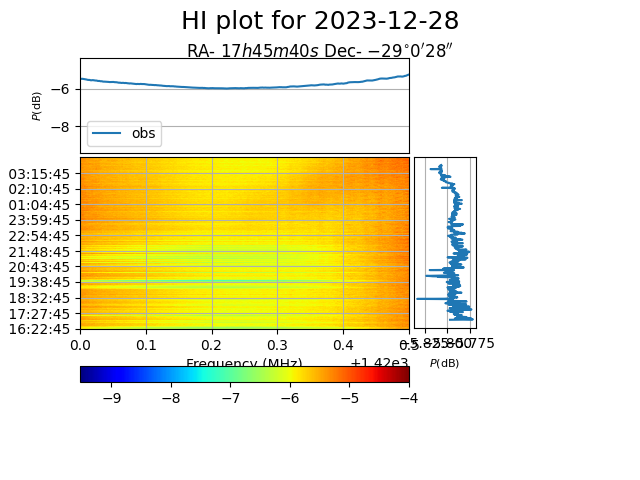 HI plot for 2023-12-28
RA- 17h45m40s Dec- −29°0′28″
P(dB)
−6
−8
obs
03:15:45
02:10:45
01:04:45
23:59:45
22:54:45
21:48:45
20:43:45
19:38:45
18:32:45
17:27:45
16:22:45
0.0 0.1 0.2 0.3 0.4 0.5
Frequency (MHz) +1.42e3
P(dB)
−9 −8 −7 −6 −5 −4